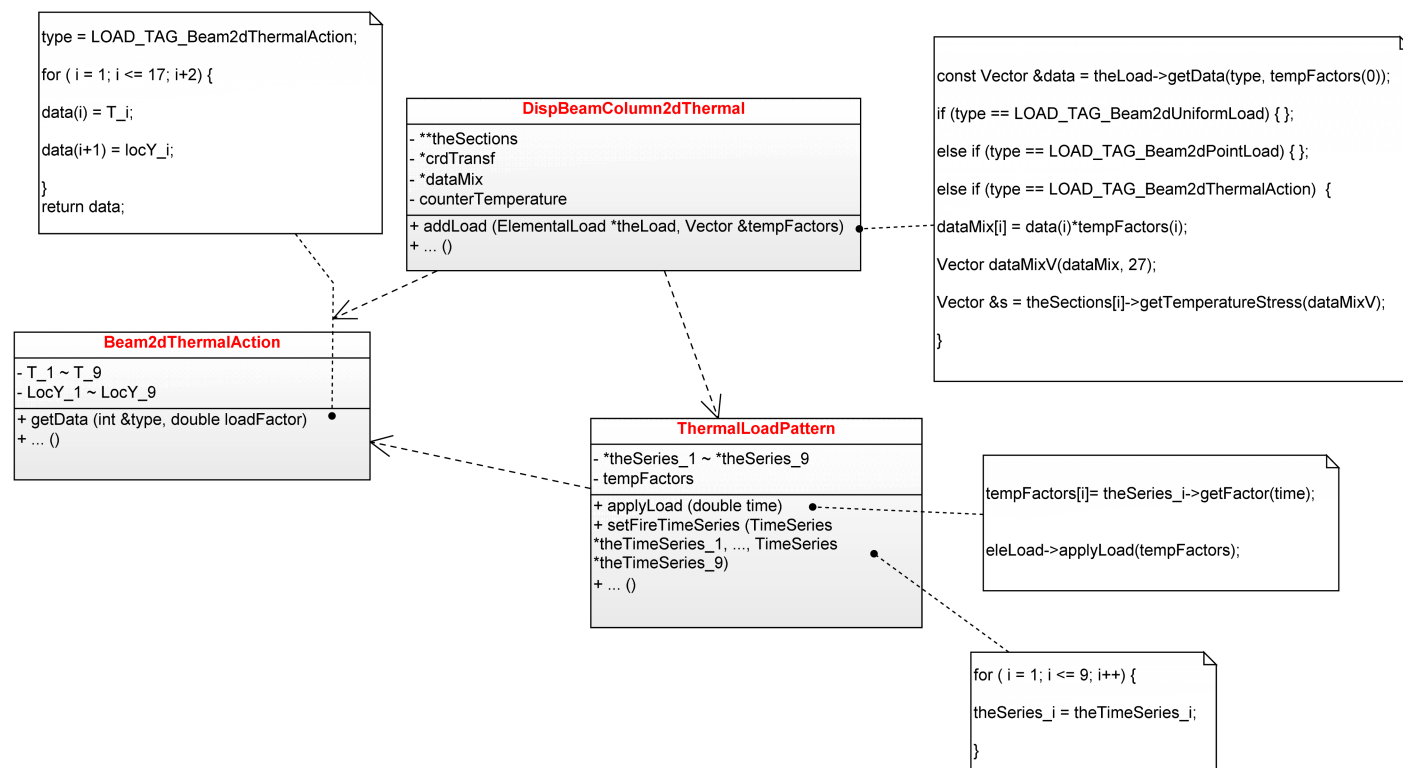 type = LOAD_TAG_Beam2dThermalAction;
for ( i = 1; i <= 17; i+2) {
data(i) = T_i;
data(i+1) = locY_i;
}
return data;
DispBeamColumn2dThermal
- **theSections
- *crdTransf
- *dataMix
- counterTemperature
+ addLoad (ElementalLoad *theLoad, Vector &tempFactors)
+ ... ()
const Vector &data = theLoad->getData(type, tempFactors(0));
if (type == LOAD_TAG_Beam2dUniformLoad) { };
else if (type == LOAD_TAG_Beam2dPointLoad) { };
else if (type == LOAD_TAG_Beam2dThermalAction) {
dataMix[i] = data(i)*tempFactors(i);
Vector dataMixV(dataMix, 27);
Vector &s = theSections[i]->getTemperatureStress(dataMixV);
}
Beam2dThermalAction
- T_1 ~ T_9
- LocY_1 ~ LocY_9
+ getData (int &type, double loadFactor)
+ ... ()
ThermalLoadPattern
- *theSeries_1 ~ *theSeries_9
- tempFactors
+ applyLoad (double time)
+ setFireTimeSeries (TimeSeries
*theTimeSeries_1, ..., TimeSeries
*theTimeSeries_9)
+ ... ()
tempFactors[i]= theSeries_i->getFactor(time);
eleLoad->applyLoad(tempFactors);
for ( i = 1; i <= 9; i++) {
theSeries_i = theTimeSeries_i;
}